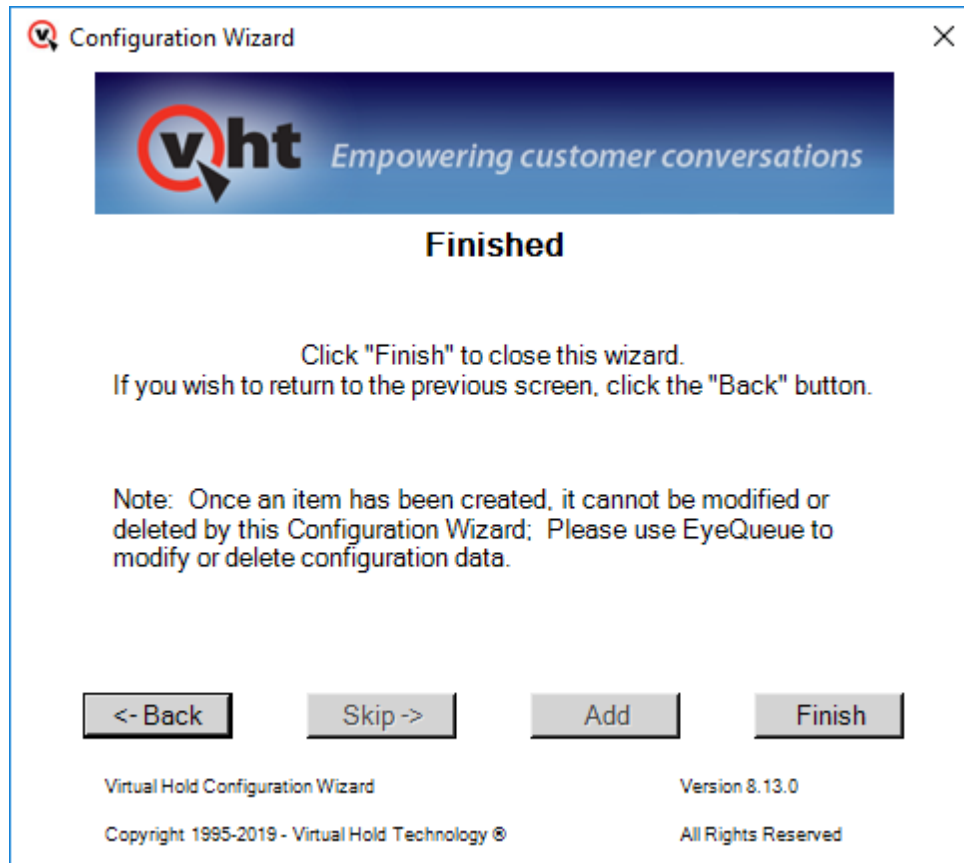 Configuration Wizard
vht Empowering customer conversations
Finished
Click "Finish" to close this wizard.
If you wish to return to the previous screen, click the "Back" button.
Note:  Once an item has been created, it cannot be modified or
deleted by this Configuration Wizard;  Please use EyeQueue to
modify or delete configuration data.
<- Back Skip -> Add Finish
Virtual Hold Configuration Wizard Version 8.13.0
Copyright 1995-2019 - Virtual Hold Technology ® All Rights Reserved